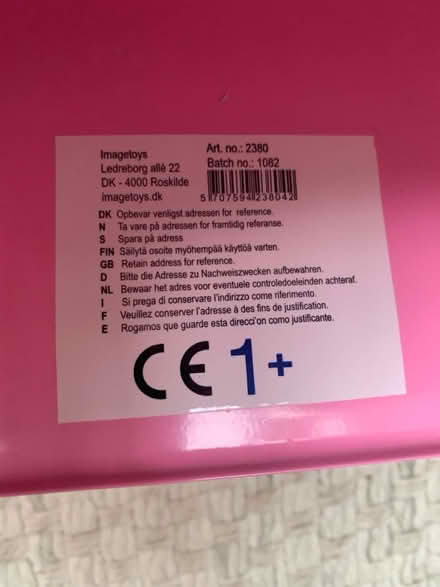 Imagetoys
Ledreborg allè 22
DK - 4000 Roskilde
imagetoys.dk
Art. no.: 2380
Batch no.: 1082
5 707594 238042
DK Opbevar venligst adressen for reference.
N Ta vare på adressen for framtidig referanse.
S Spara på adress
FIN Säilytä osoite myöhempää käyttöä varten.
GB Retain address for reference.
D Bitte die Adresse zu Nachweiszwecken aufbewahren.
NL Bewaar het adres voor eventuele controledoeleinden achteraf.
I Si prega di conservare l'indirizzo come riferimento.
F Veuillez conserver l'adresse à des fins de justification.
E Rogamos que guarde esta direcci'on como justificante.
CE 1+